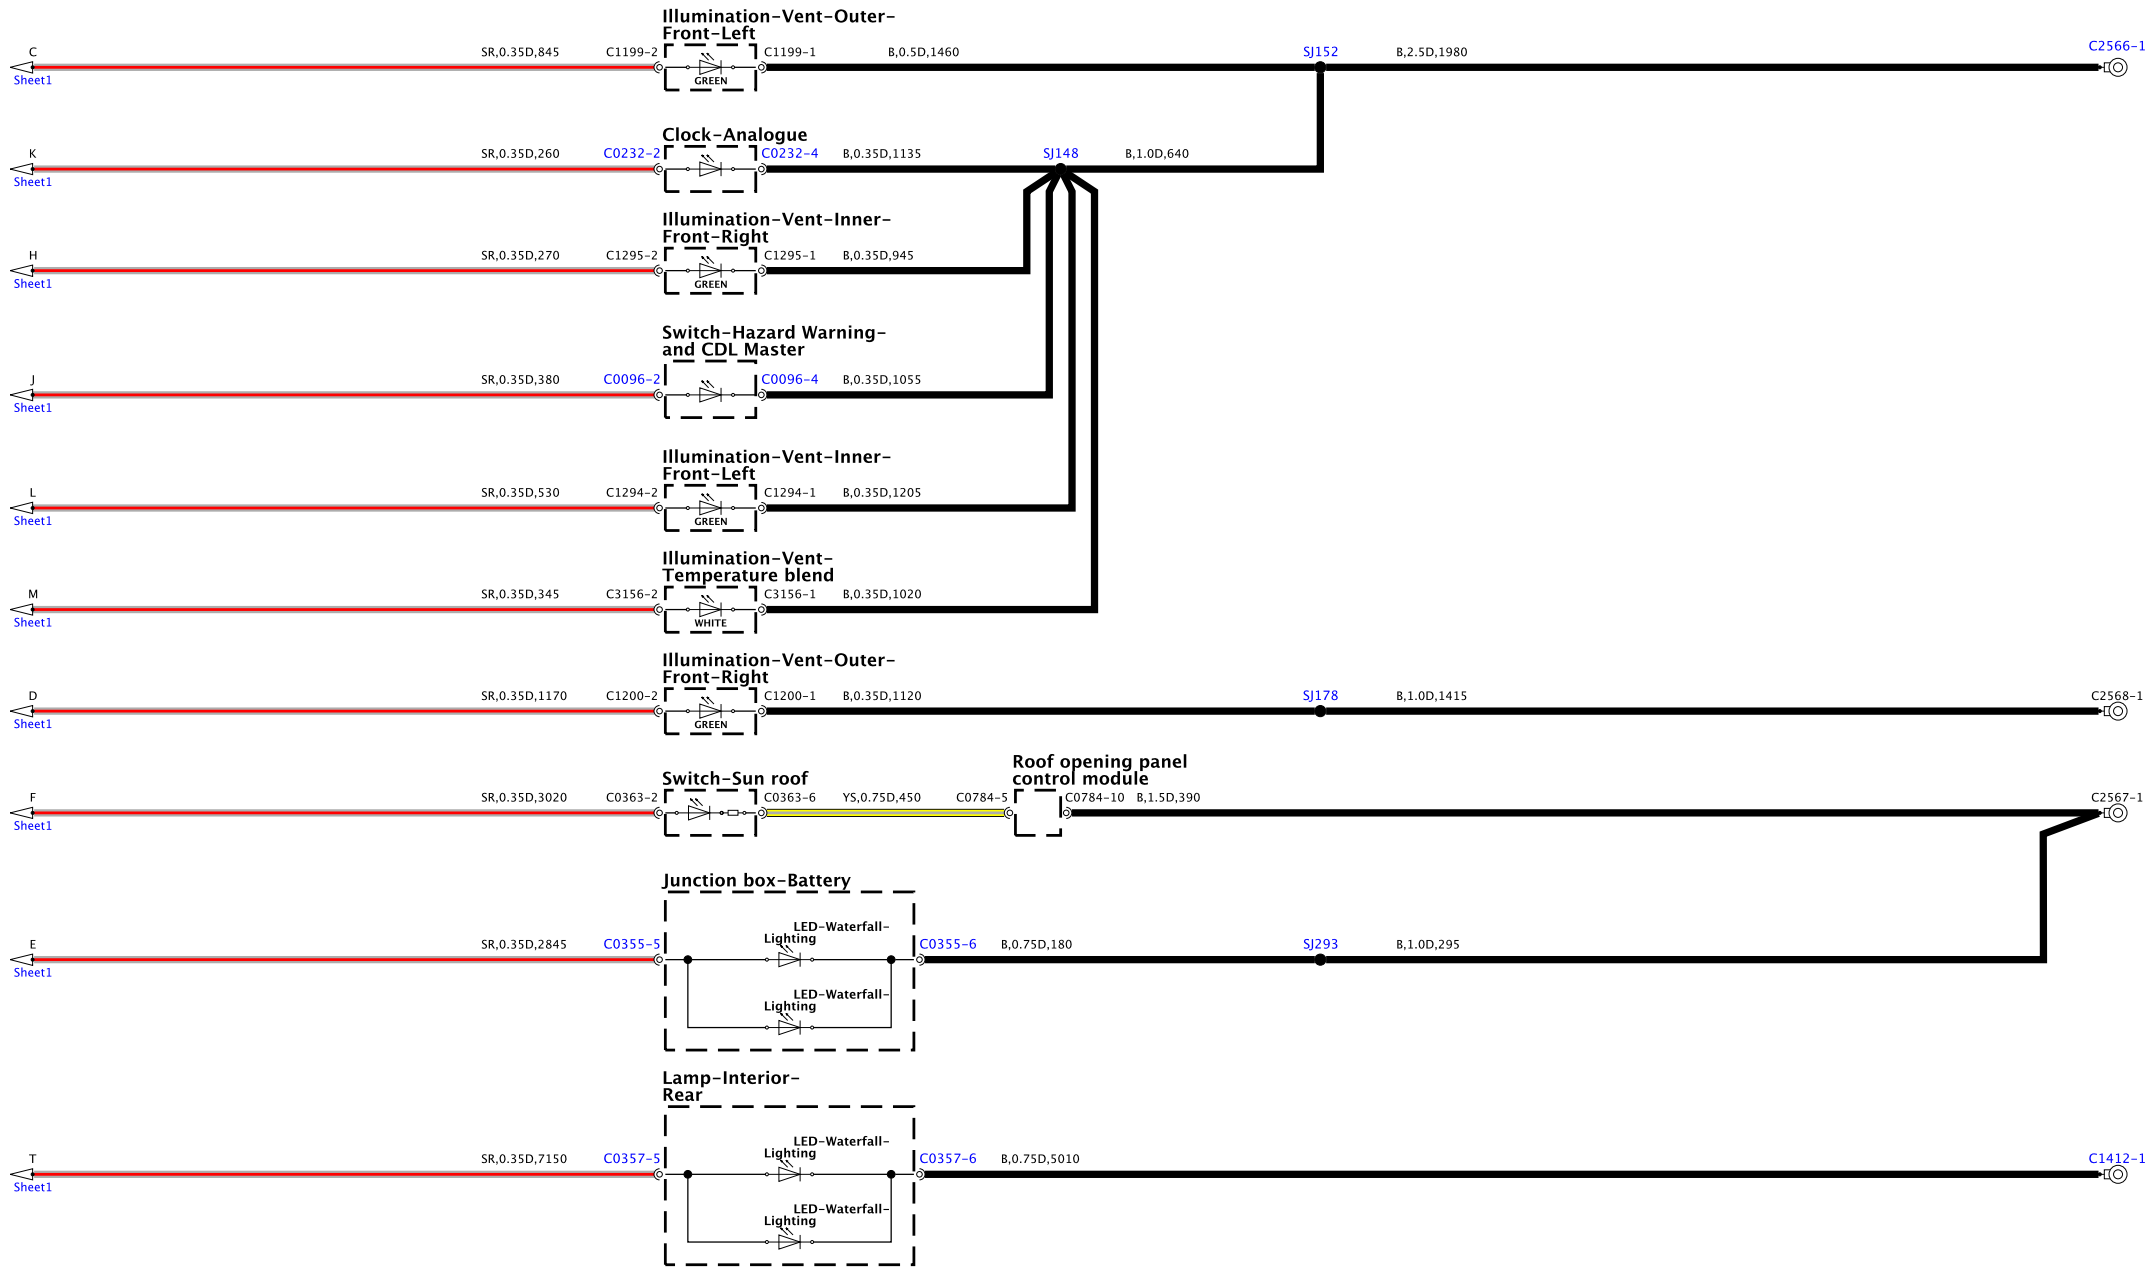 Illumination-Vent-Outer-
Front-Left
C SR,0.35D,845 C1199-2 C1199-1 B,0.5D,1460 SJ152 B,2.5D,1980 C2566-1
Sheet1 GREEN
Clock-Analogue
K SR,0.35D,260 C0232-2 C0232-4 B,0.35D,1135 SJ148 B,1.0D,640
Sheet1
Illumination-Vent-Inner-
Front-Right
H SR,0.35D,270 C1295-2 C1295-1 B,0.35D,945
Sheet1 GREEN
Switch-Hazard Warning-
and CDL Master
J SR,0.35D,380 C0096-2 C0096-4 B,0.35D,1055
Sheet1
Illumination-Vent-Inner-
Front-Left
L SR,0.35D,530 C1294-2 C1294-1 B,0.35D,1205
Sheet1 GREEN
Illumination-Vent-
Temperature blend
M SR,0.35D,345 C3156-2 C3156-1 B,0.35D,1020
Sheet1 WHITE
Illumination-Vent-Outer-
Front-Right
D SR,0.35D,1170 C1200-2 C1200-1 B,0.35D,1120 SJ178 B,1.0D,1415 C2568-1
Sheet1 GREEN
Roof opening panel
Switch-Sun roof control module
F SR,0.35D,3020 C0363-2 C0363-6 YS,0.75D,450 C0784-5 C0784-10 B,1.5D,390 C2567-1
Sheet1
Junction box-Battery
LED-Waterfall-
Lighting
E SR,0.35D,2845 C0355-5 C0355-6 B,0.75D,180 SJ293 B,1.0D,295
Sheet1
LED-Waterfall-
Lighting
Lamp-Interior-
Rear
LED-Waterfall-
Lighting
T SR,0.35D,7150 C0357-5 C0357-6 B,0.75D,5010 C1412-1
Sheet1
LED-Waterfall-
Lighting